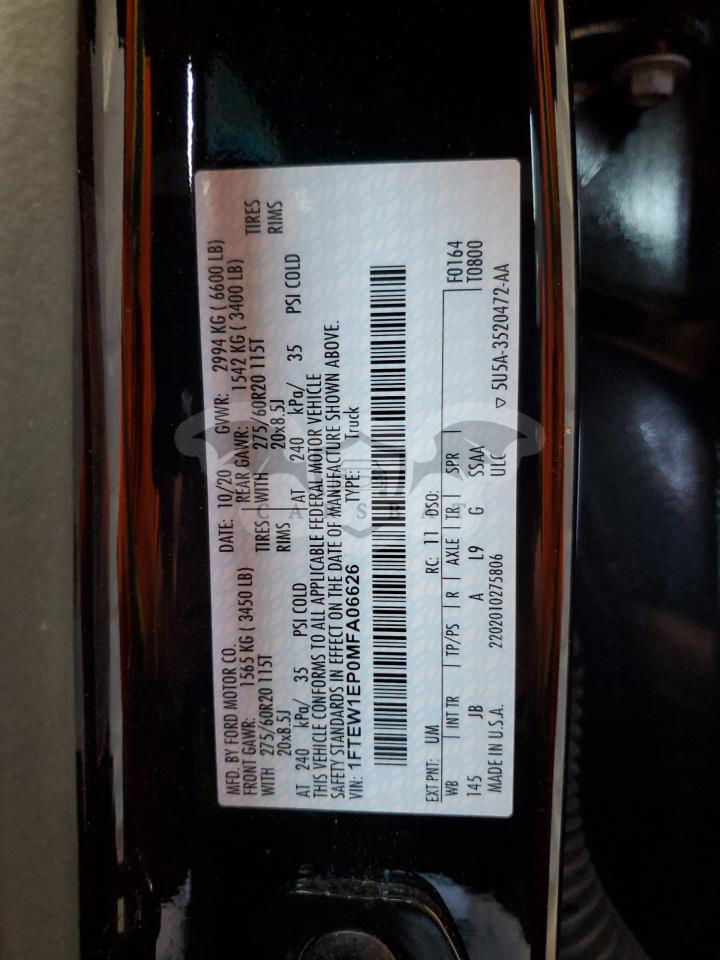 MFD. BY FORD MOTOR CO. DATE: 10/20 GVWR: 2994 KG ( 6600 LB)
FRONT GAWR: 1565 KG ( 3450 LB) REAR GAWR: 1542 KG ( 3400 LB)
WITH 275/60R20 115T TIRES WITH 275/60R20 115T TIRES
20x8.5J RIMS 20x8.5J RIMS
AT 240 kPa/ 35 PSI COLD AT 240 kPa/ 35 PSI COLD
THIS VEHICLE CONFORMS TO ALL APPLICABLE FEDERAL MOTOR VEHICLE
SAFETY STANDARDS IN EFFECT ON THE DATE OF MANUFACTURE SHOWN ABOVE.
VIN: 1FTEW1EP0MFA06626 TYPE: Truck
EXT PNT: UM RC: 11 DSO: F0164
WB INT TR TP/PS R AXLE TR SPR T0800
145 JB A L9 G SSAA
MADE IN U.S.A. 2202010275806 ULC ▽ 5U5A-3520472-AA